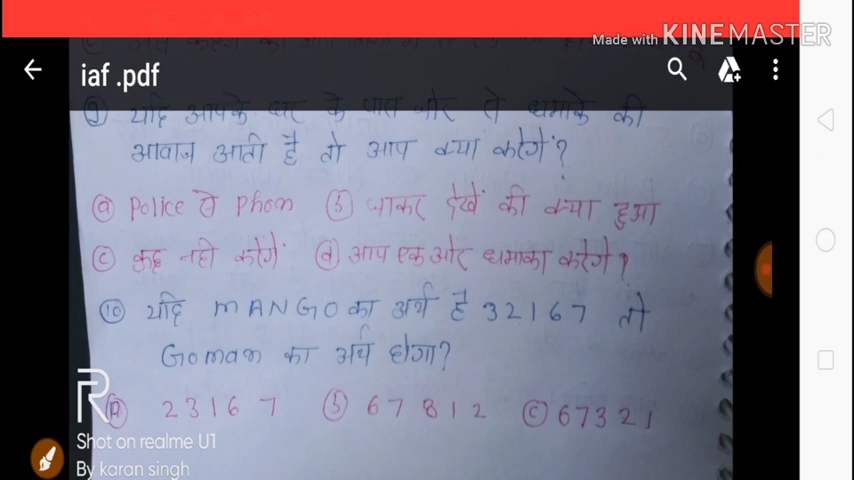 Made with KINEMASTER
iaf .pdf
⑨ यदि आपके घर के पास जोर से धमाके की
आवाज आती है तो आप क्या करेगें?
ⓐ Police से Phon ⓑ जाकर देखें की क्या हुआ
ⓒ कुछ नही करेगें ⓓ आप एक ओर धमाका करेगे?
⑩ यदि MANGO का अर्थ है 32167 तो
Goman का अर्थ होगा?
ⓐ 23167 ⓑ 67812 ⓒ 67321
R
Shot on realme U1
By karan singh